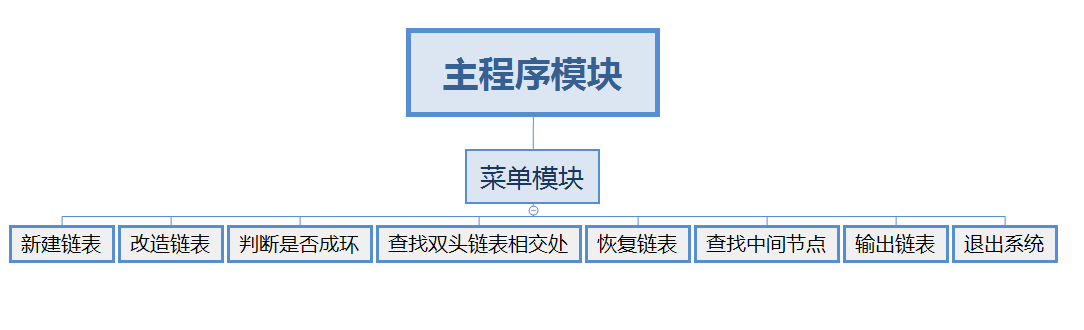 主程序模块
菜单模块
新建链表
改造链表
判断是否成环
查找双头链表相交处
恢复链表
查找中间节点
输出链表
退出系统